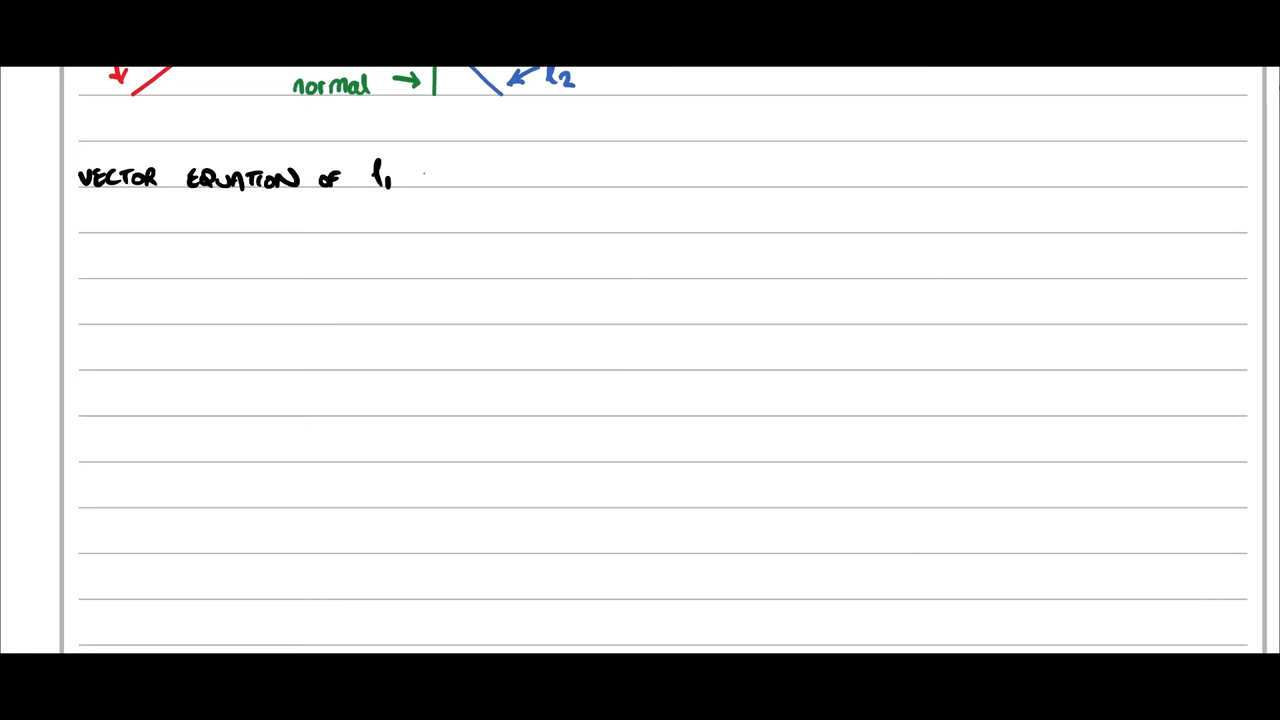 normal → l2
VECTOR EQUATION OF l1